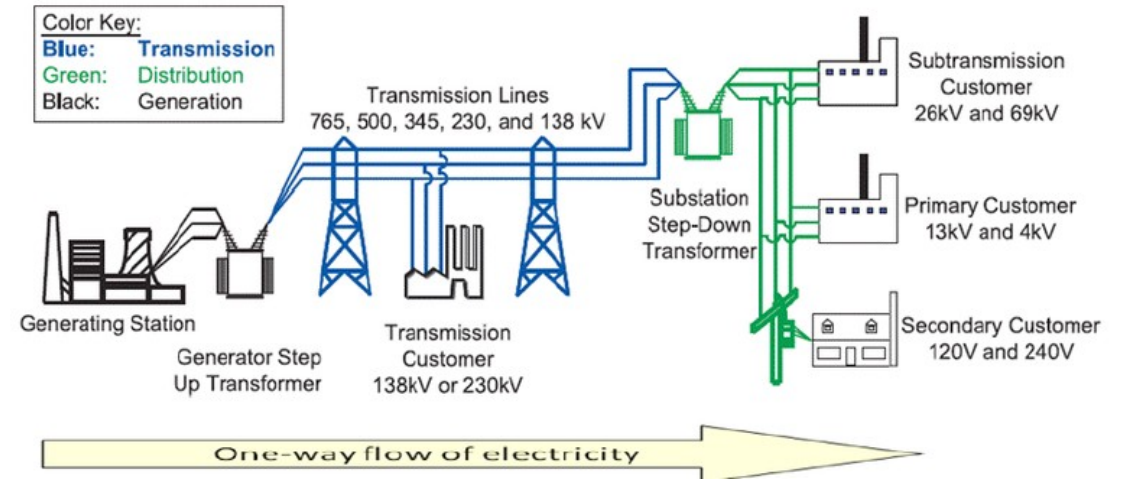 Color Key:
Blue: Transmission
Green: Distribution
Black: Generation
Transmission Lines
765, 500, 345, 230, and 138 kV
Subtransmission
Customer
26kV and 69kV
Substation
Step-Down
Transformer
Primary Customer
13kV and 4kV
Generating Station
Generator Step
Up Transformer
Transmission
Customer
138kV or 230kV
Secondary Customer
120V and 240V
One-way flow of electricity